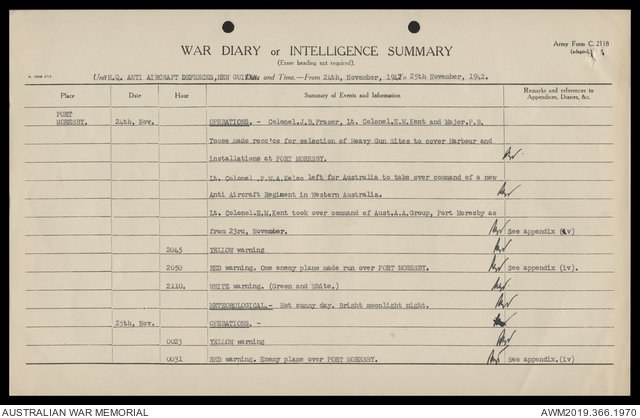 Army Form C. 2118
(adapted)
WAR DIARY or INTELLIGENCE SUMMARY
(Erase heading not required).
Unit H.Q. ANTI AIRCRAFT DEFENCES, NEW GUINEA and Time.—From 24th, November, 1942 To 25th November, 1942.
Place Date Hour Summary of Events and Information Remarks and references to Appendices, Diaries, &c.
PORT MORESBY. 24th, Nov. OPERATIONS. - Colonel.J.H.Fraser, Lt. Colonel.E.M.Kent and Major.P.B.
Toose made recc'ce for selection of Heavy Gun Sites to cover Harbour and
installations at PORT MORESBY.
Lt. Colonel .P.W.A.Kelso left for Australia to take over command of a new
Anti Aircraft Regiment in Western Australia.
Lt. Colonel.E.M.Kent took over command of Aust.A.A.Group, Port Moresby as
from 23rd, November. See appendix (iv)
2045 YELLOW warning
2050 RED warning. One enemy plane made run over PORT MORESBY. See appendix (iv).
2110. WHITE warning. (Green and White.)
METEOROLOGICAL.- Hot sunny day. Bright moonlight night.
25th, Nov. OPERATIONS. -
0023 YELLOW warning
0031 RED warning. Enemy plane over PORT MORESBY. See appendix.(iv)
AUSTRALIAN WAR MEMORIAL AWM2019.366.1970